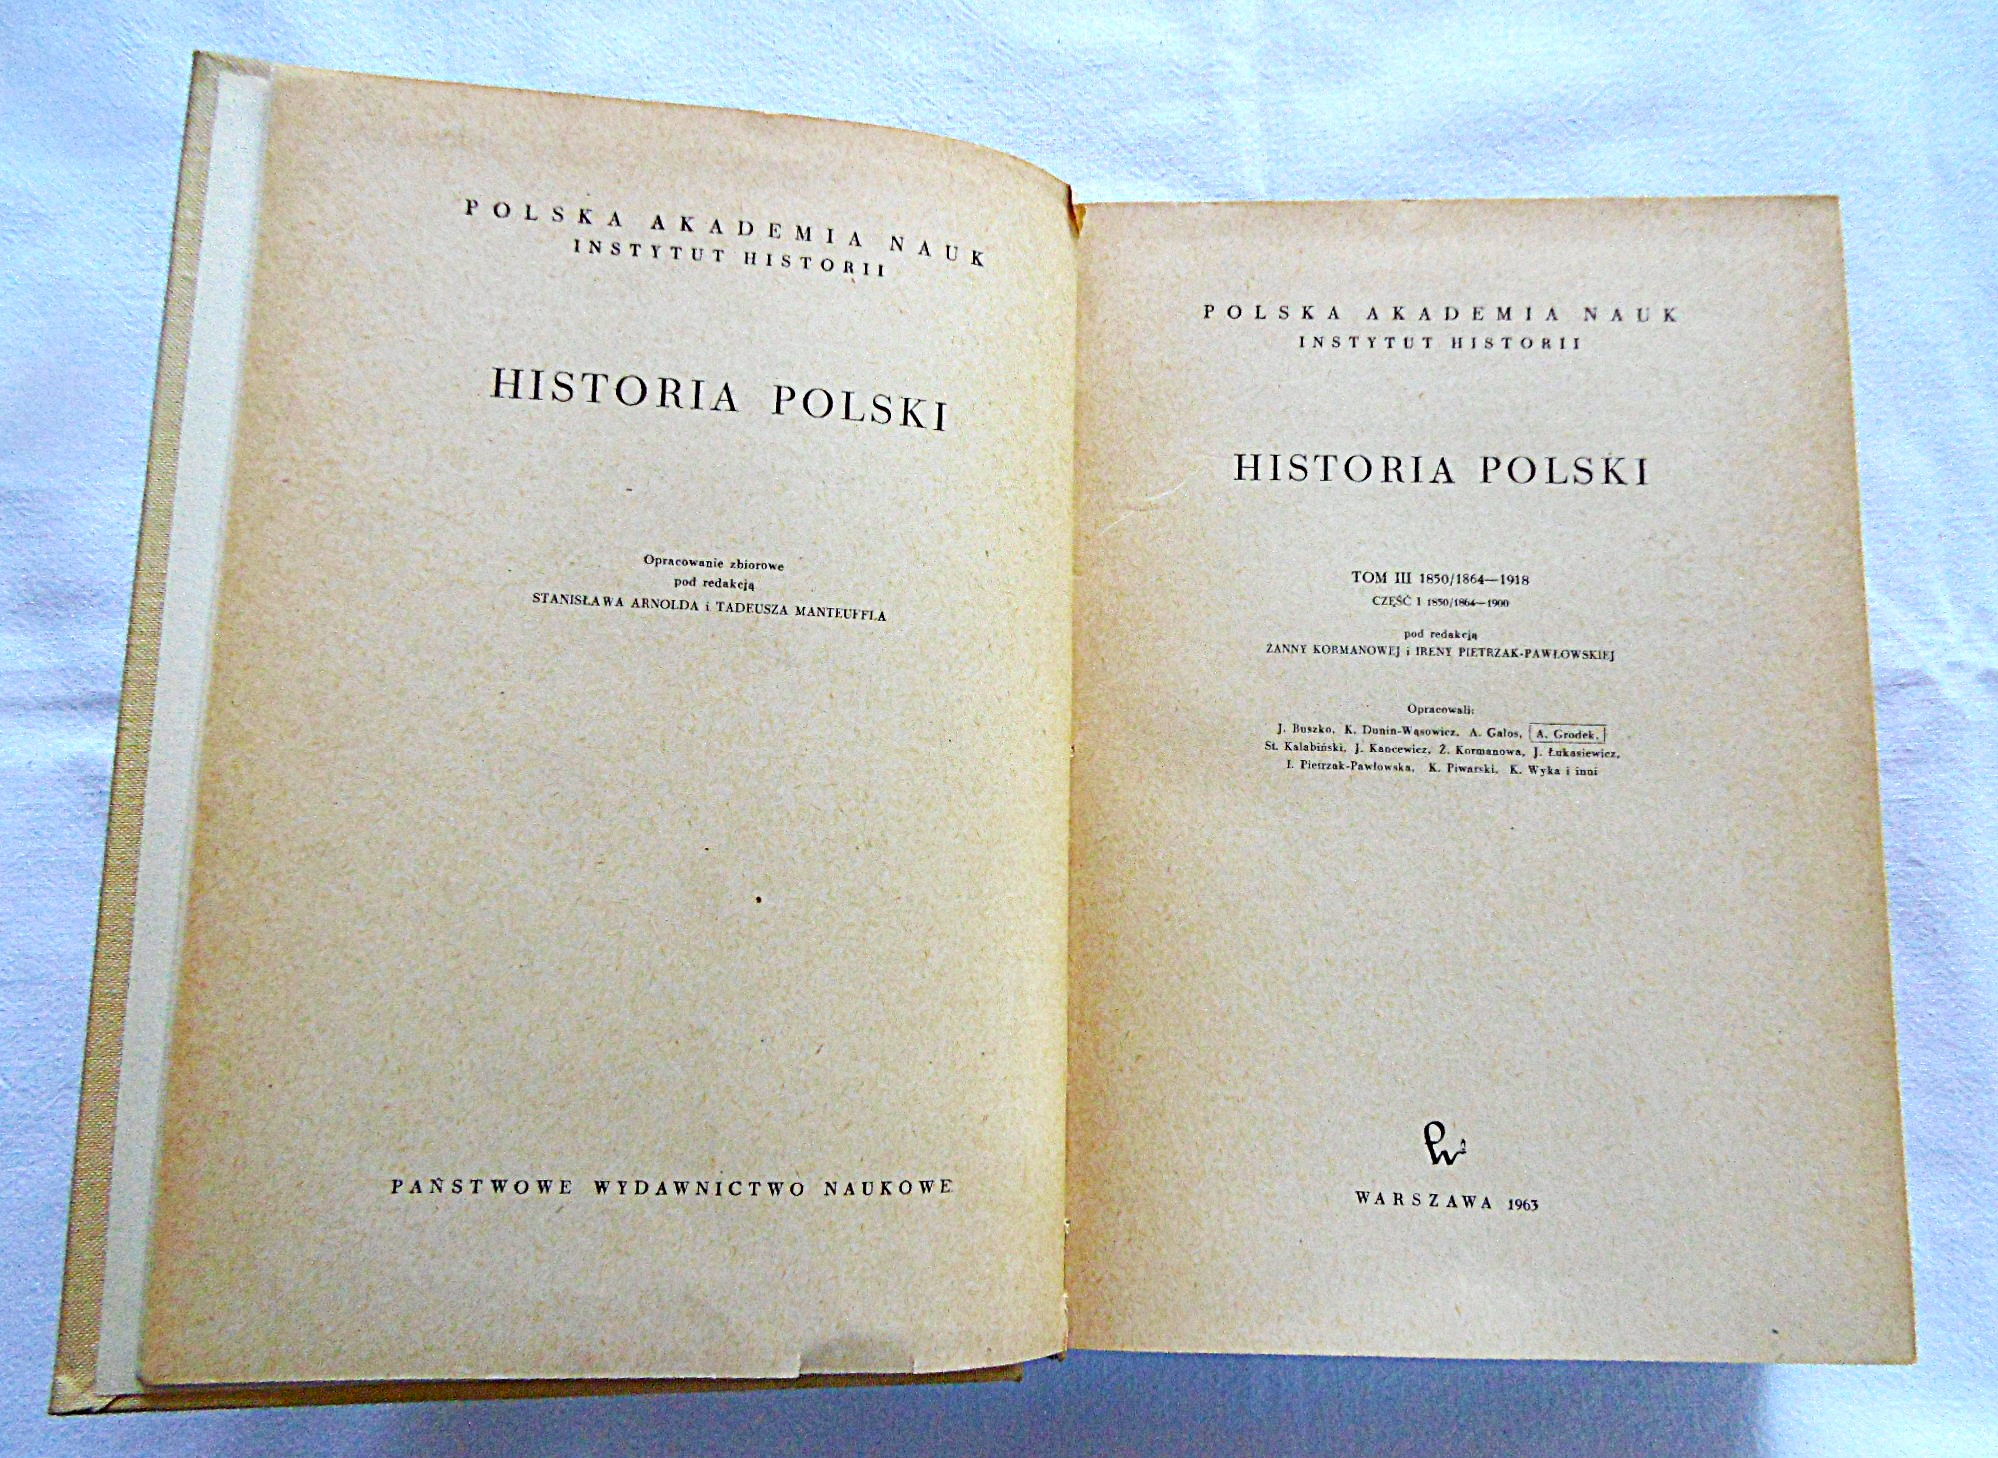 POLSKA AKADEMIA NAUK
INSTYTUT HISTORII
HISTORIA POLSKI
Opracowanie zbiorowe
pod redakcją
STANISŁAWA ARNOLDA i TADEUSZA MANTEUFFLA
PAŃSTWOWE WYDAWNICTWO NAUKOWE
POLSKA AKADEMIA NAUK
INSTYTUT HISTORII
HISTORIA POLSKI
TOM III 1850/1864—1918
CZĘŚĆ I 1850/1864—1900
pod redakcją
ŻANNY KORMANOWEJ i IRENY PIETRZAK-PAWŁOWSKIEJ
Opracowali:
J. Buszko, K. Dunin-Wąsowicz, A. Galos, A. Grodek,
St. Kalabiński, J. Kancewicz, Ż. Kormanowa, J. Łukasiewicz,
I. Pietrzak-Pawłowska, K. Piwarski, K. Wyka i inni
WARSZAWA 1963